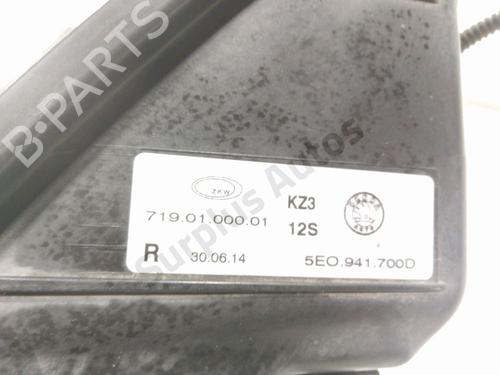 B-PARTS
Surplus Autos
ZKW
KZ3
719.01.000.01
12S
R 30.06.14
5E0.941.700D